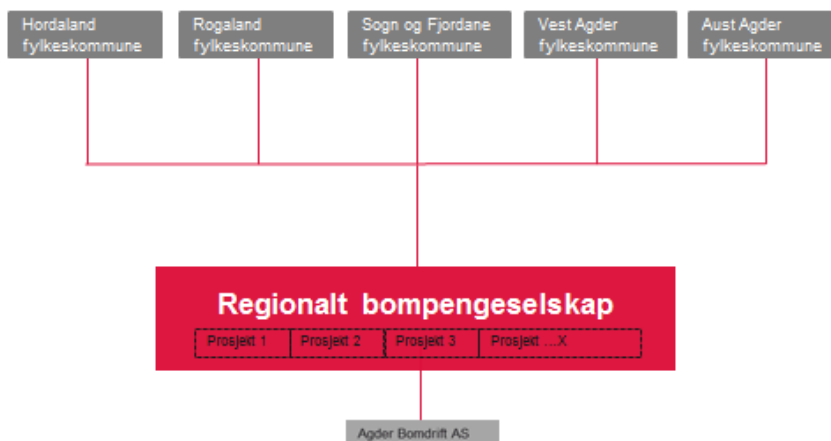 Hordaland
fylkeskommune
Rogaland
fylkeskommune
Sogn og Fjordane
fylkeskommune
Vest Agder
fylkeskommune
Aust Agder
fylkeskommune
Regionalt bompengeselskap
Prosjekt 1
Prosjekt 2
Prosjekt 3
Prosjekt ...X
Agder Bomdrift AS